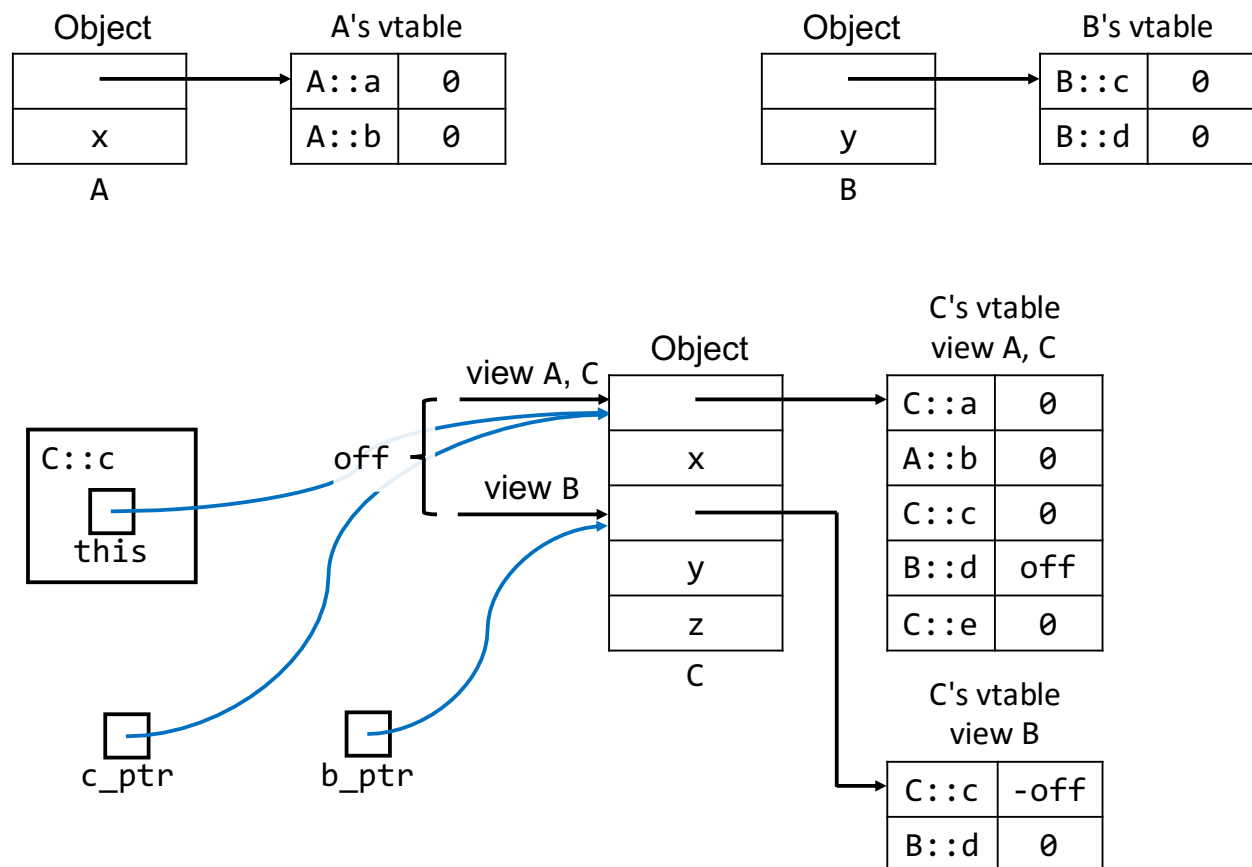 Object
A's vtable
A::a 0
x
A::b 0
A
Object
B's vtable
B::c 0
y
B::d 0
B
C's vtable
view A, C
Object
view A, C
C::a 0
C::c
this
off
x
A::b 0
view B
C::c 0
y
B::d off
z
C::e 0
C
c_ptr
b_ptr
C's vtable
view B
C::c -off
B::d 0